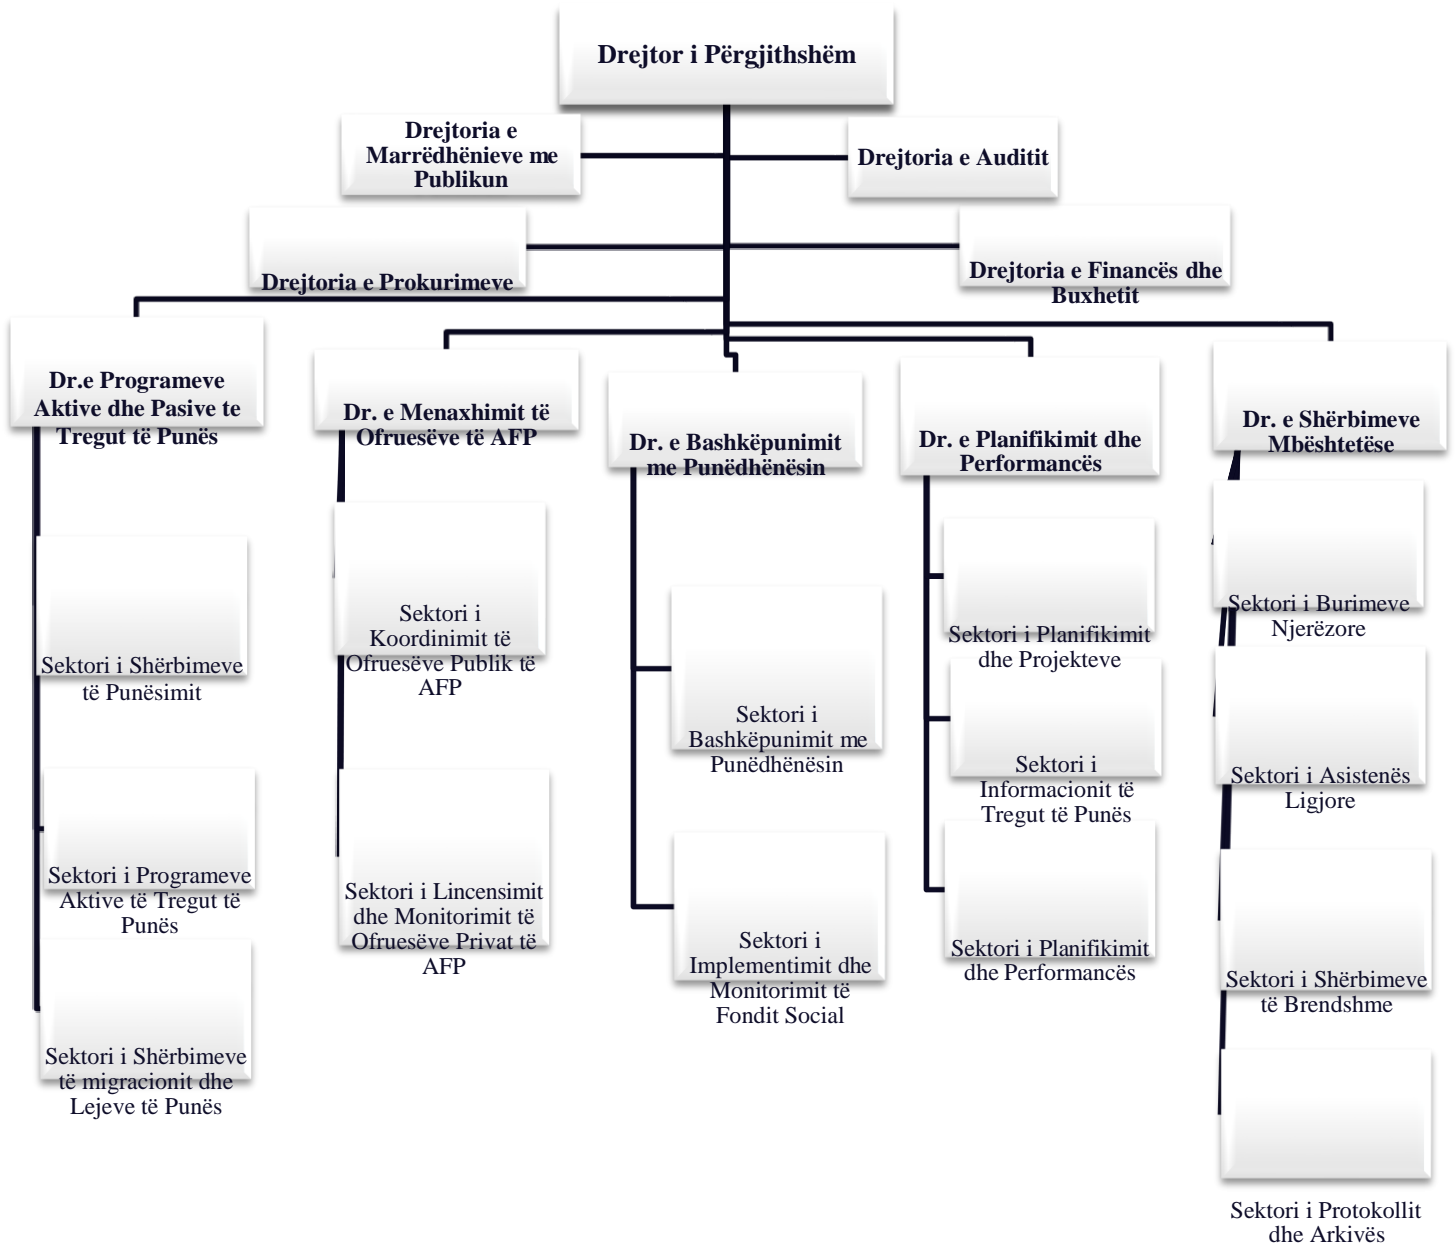 Drejtor i Përgjithshëm
Drejtoria e
Marrëdhënieve me
Publikun
Drejtoria e Auditit
Drejtoria e Prokurimeve
Drejtoria e Financës dhe
Buxhetit
Dr.e Programeve
Aktive dhe Pasive te
Tregut të Punës
Dr. e Menaxhimit të
Ofruesëve të AFP
Dr. e Bashkëpunimit
me Punëdhënësin
Dr. e Planifikimit dhe
Performancës
Dr. e Shërbimeve
Mbështetëse
Sektori i Shërbimeve
të Punësimit
Sektori i Programeve
Aktive të Tregut të
Punës
Sektori i Shërbimeve
të migracionit dhe
Lejeve të Punës
Sektori i
Koordinimit të
Ofruesëve Publik të
AFP
Sektori i Lincensimit
dhe Monitorimit të
Ofruesëve Privat të
AFP
Sektori i
Bashkëpunimit me
Punëdhënësin
Sektori i
Implementimit dhe
Monitorimit të
Fondit Social
Sektori i Planifikimit
dhe Projekteve
Sektori i
Informacionit të
Tregut të Punës
Sektori i Planifikimit
dhe Performancës
Sektori i Burimeve
Njerëzore
Sektori i Asistenës
Ligjore
Sektori i Shërbimeve
të Brendshme
Sektori i Protokollit
dhe Arkivës